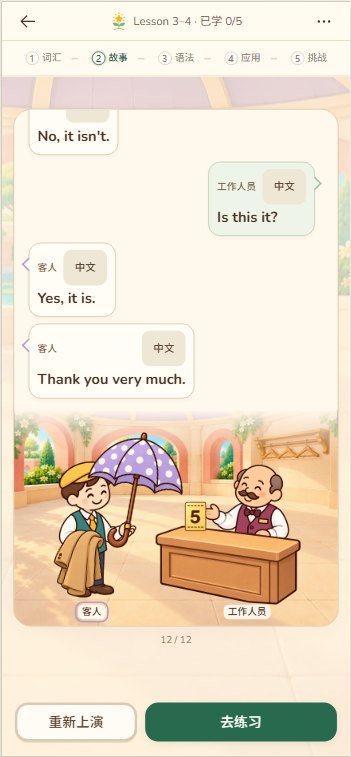 Lesson 3–4 · 已学 0/5
1 词汇 – 2 故事 – 3 语法 – 4 应用 – 5 挑战
No, it isn't.
工作人员 中文
Is this it?
客人 中文
Yes, it is.
客人 中文
Thank you very much.
5
客人 工作人员
12 / 12
重新上演 去练习